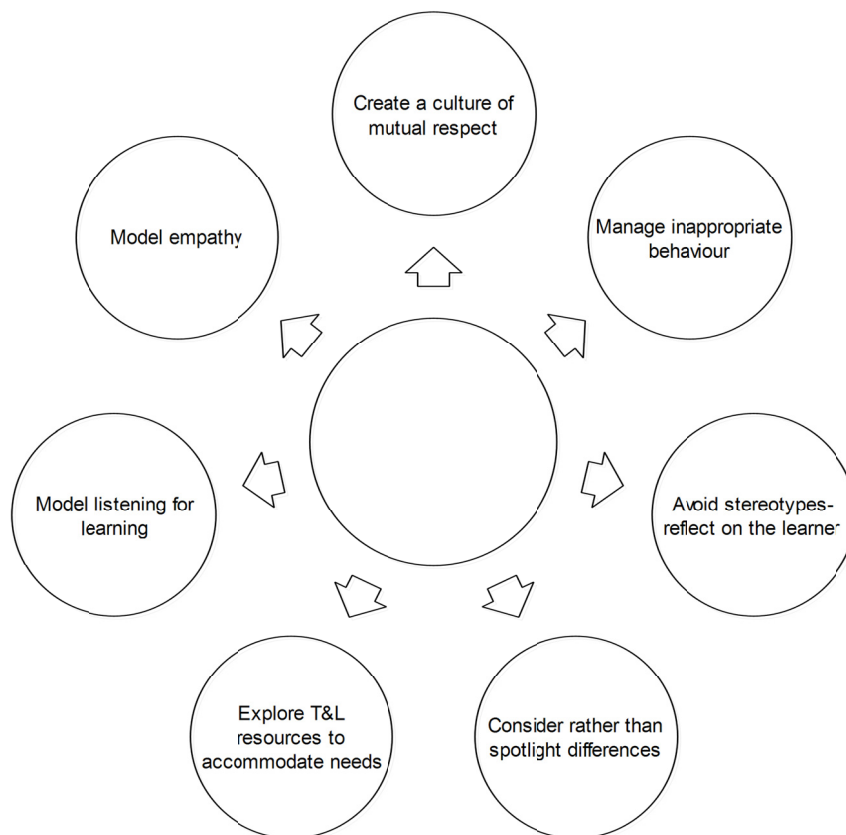 Create a culture of
mutual respect
Model empathy
Manage inappropriate
behaviour
Model listening for
learning
Avoid stereotypes-
reflect on the learner
Explore T&L
resources to
accommodate needs
Consider rather than
spotlight differences